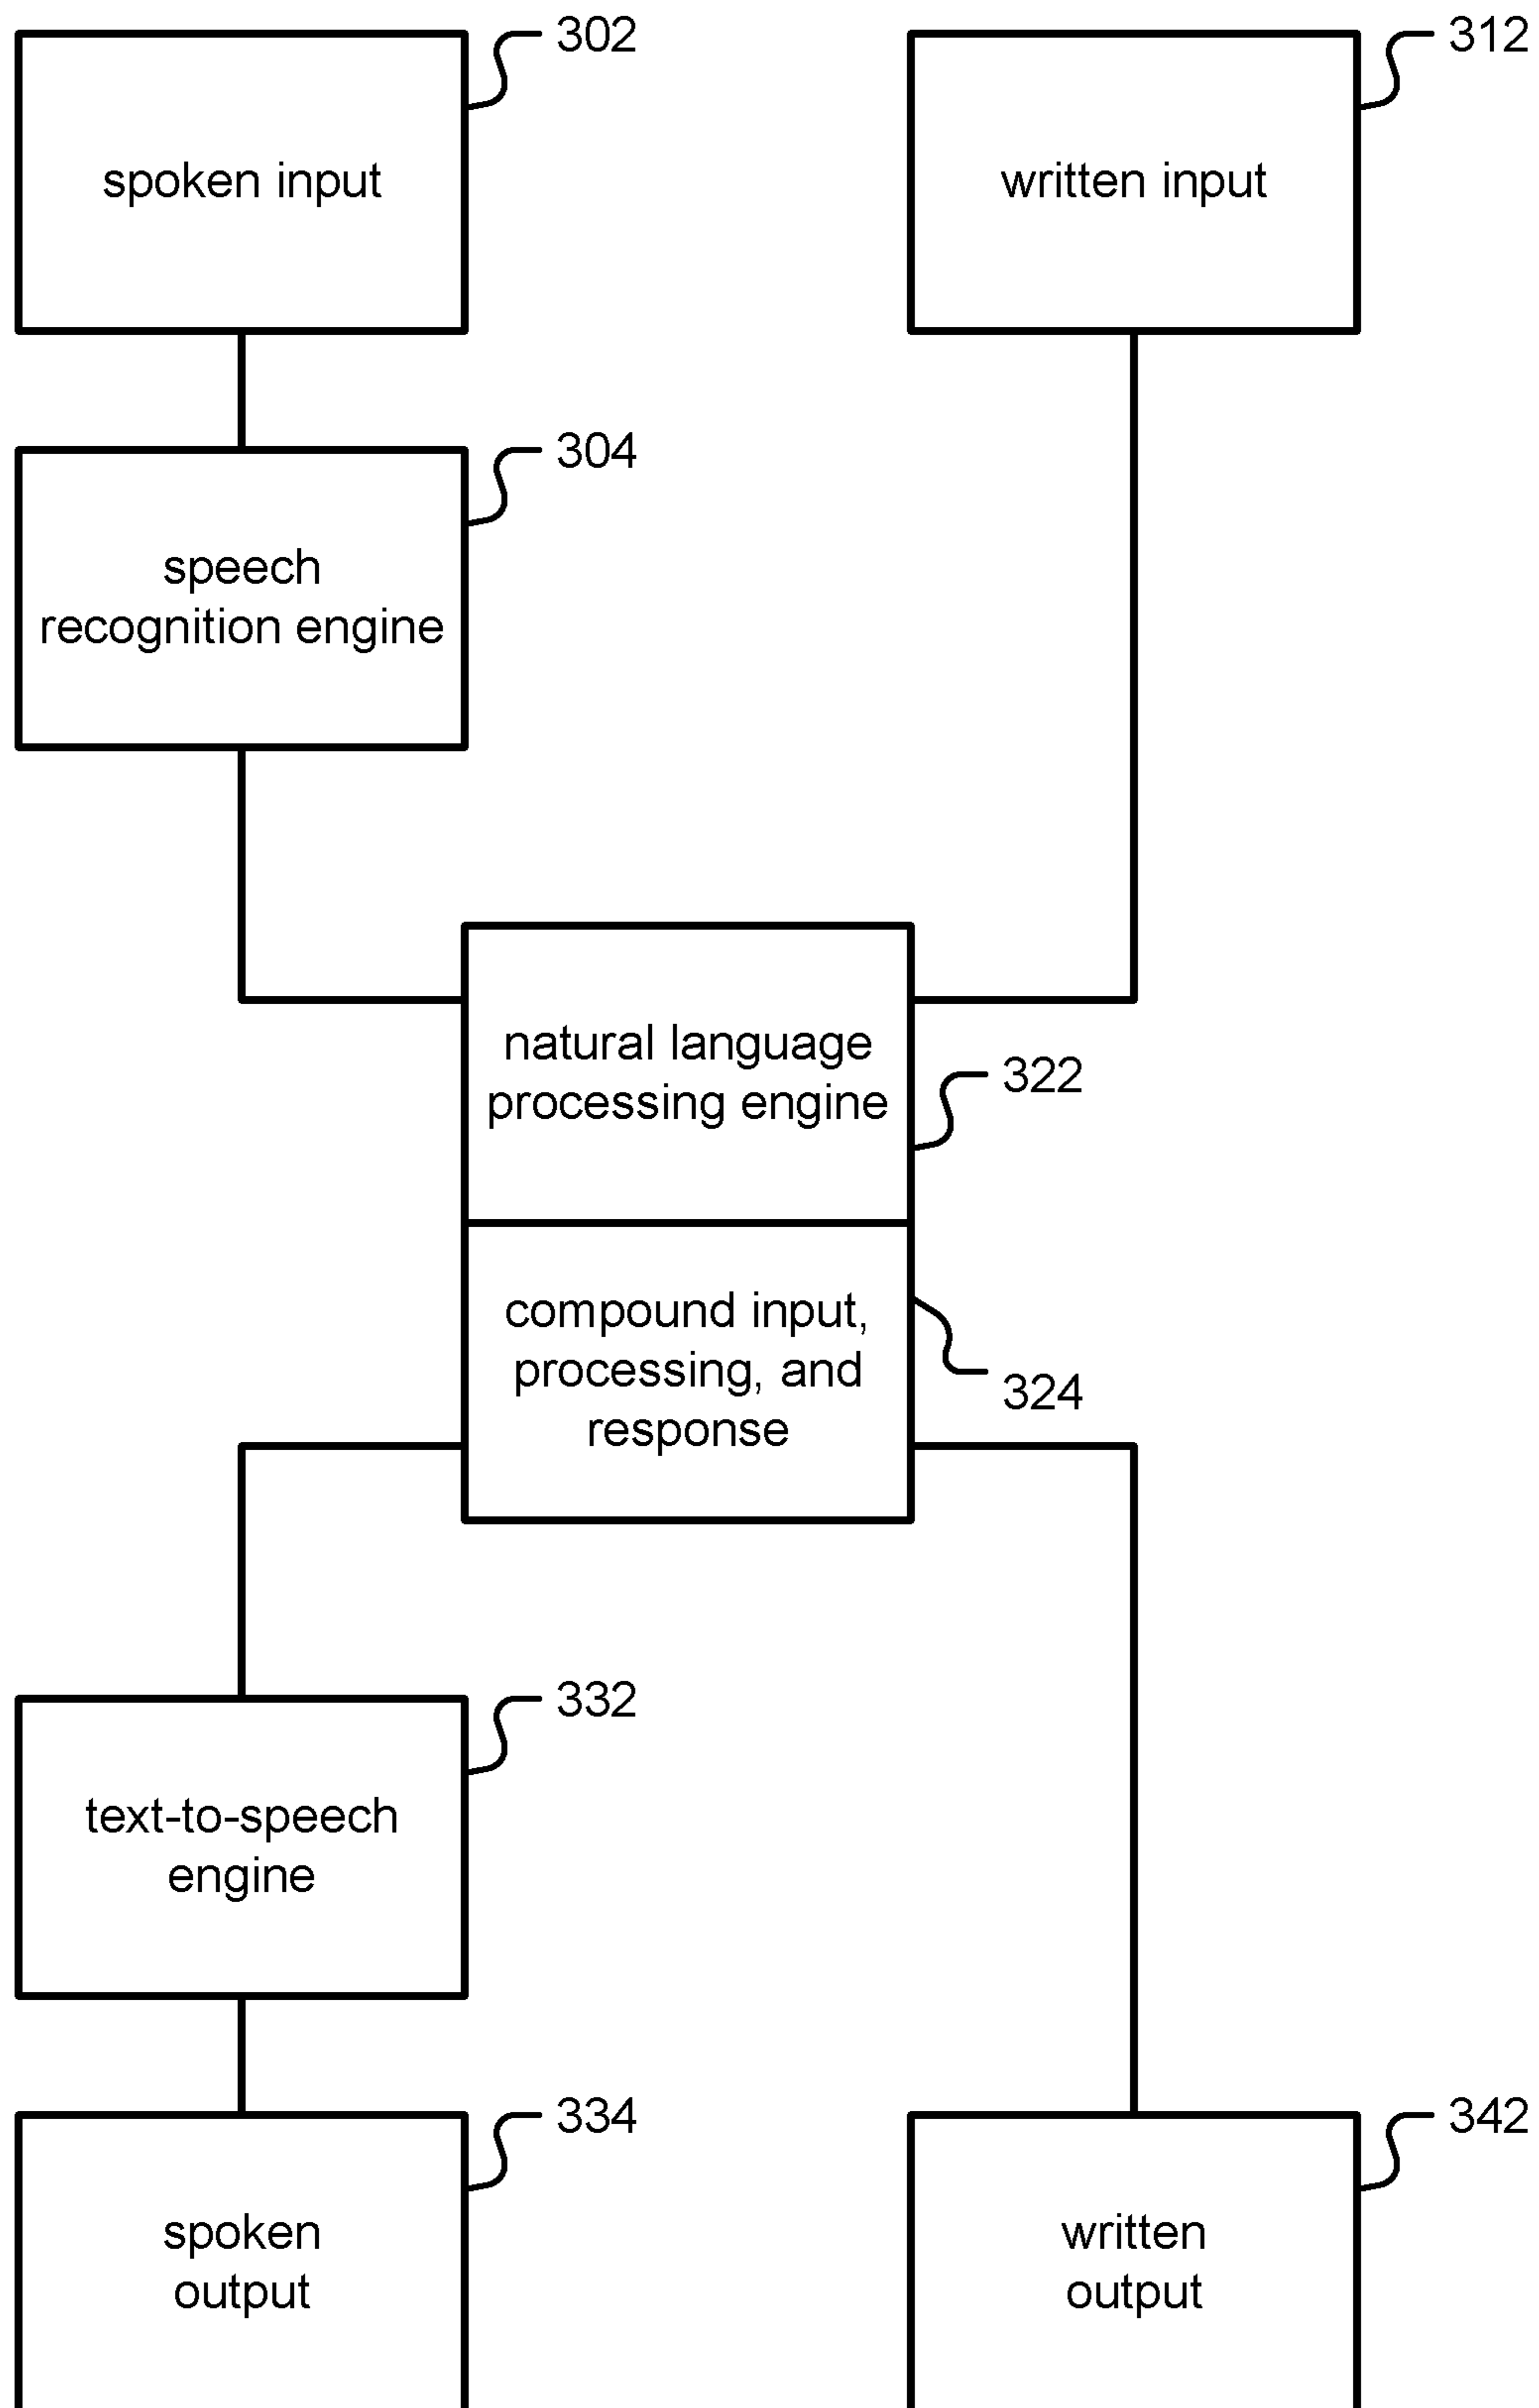 302
312
spoken input
written input
304
speech
recognition engine
natural language
processing engine
322
compound input,
processing, and
response
324
332
text-to-speech
engine
334
342
spoken
output
written
output